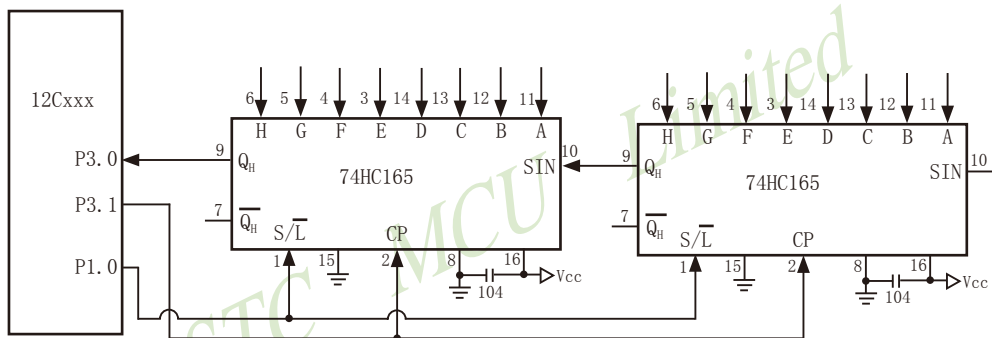 12Cxxx
P3.0
P3.1
P1.0
6 5 4 3 14 13 12 11
H G F E D C B A
9 QH SIN 10
74HC165
7 QH
S/L CP
1 15 2 8 16
104 Vcc
6 5 4 3 14 13 12 11
H G F E D C B A
9 QH SIN 10
74HC165
7 QH
S/L CP
1 15 2 8 16
104 Vcc
STC MCU Limited